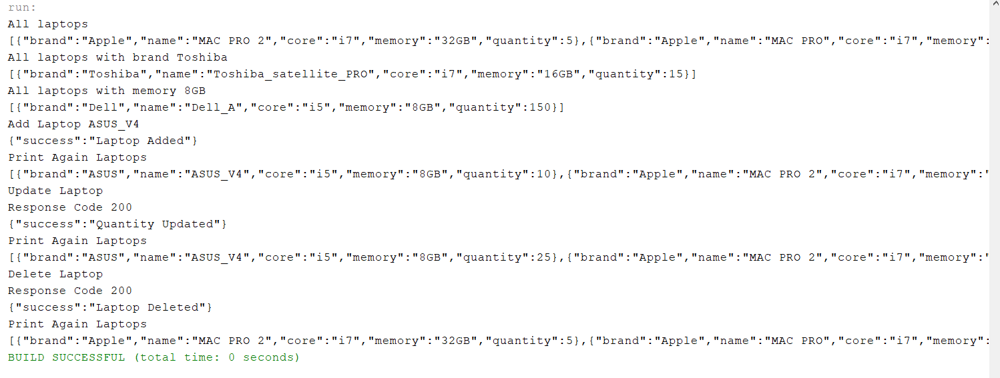 run:
All laptops
[{"brand":"Apple","name":"MAC PRO 2","core":"i7","memory":"32GB","quantity":5},{"brand":"Apple","name":"MAC PRO","core":"i7","memory":
All laptops with brand Toshiba
[{"brand":"Toshiba","name":"Toshiba_satellite_PRO","core":"i7","memory":"16GB","quantity":15}]
All laptops with memory 8GB
[{"brand":"Dell","name":"Dell_A","core":"i5","memory":"8GB","quantity":150}]
Add Laptop ASUS_V4
{"success":"Laptop Added"}
Print Again Laptops
[{"brand":"ASUS","name":"ASUS_V4","core":"i5","memory":"8GB","quantity":10},{"brand":"Apple","name":"MAC PRO 2","core":"i7","memory":"
Update Laptop
Response Code 200
{"success":"Quantity Updated"}
Print Again Laptops
[{"brand":"ASUS","name":"ASUS_V4","core":"i5","memory":"8GB","quantity":25},{"brand":"Apple","name":"MAC PRO 2","core":"i7","memory":"
Delete Laptop
Response Code 200
{"success":"Laptop Deleted"}
Print Again Laptops
[{"brand":"Apple","name":"MAC PRO 2","core":"i7","memory":"32GB","quantity":5},{"brand":"Apple","name":"MAC PRO","core":"i7","memory":
BUILD SUCCESSFUL (total time: 0 seconds)